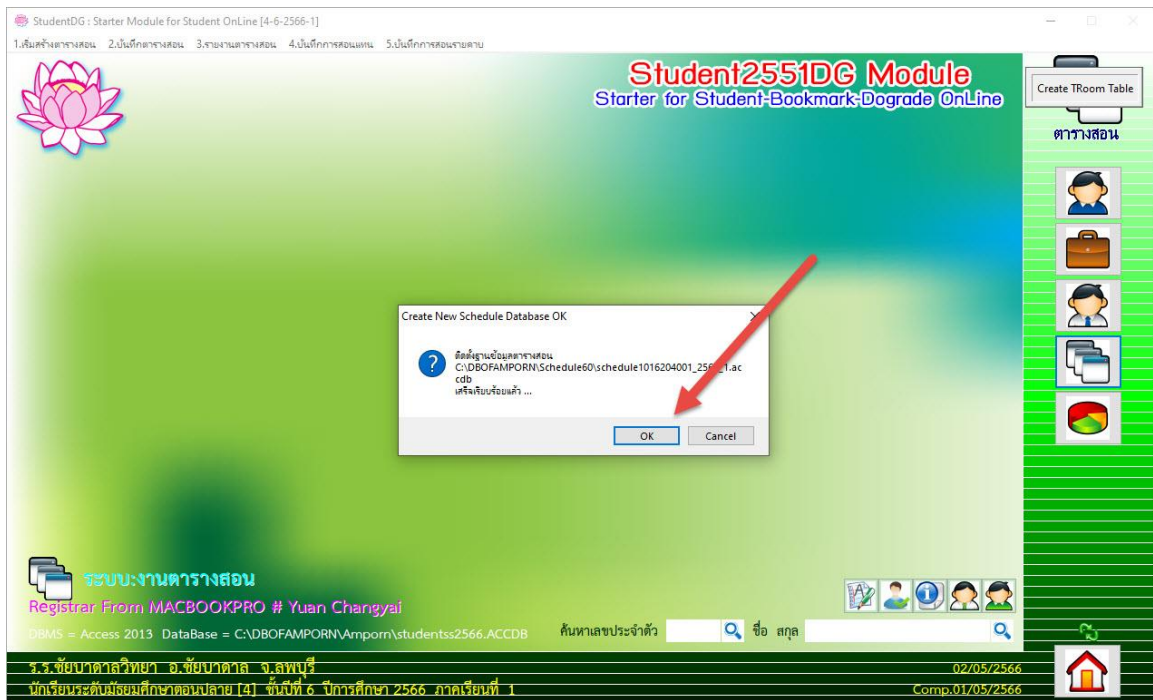 StudentDG : Starter Module for Student OnLine [4-6-2566-1]
1.เริ่มสร้างตารางสอน 2.บันทึกตารางสอน 3.รายงานตารางสอน 4.บันทึกการสอนแทน 5.บันทึกการสอนรายคาบ
Student2551DG Module
Starter for Student-Bookmark-Dograde OnLine
Create TRoom Table
ตารางสอน
Create New Schedule Database OK
ติดตั้งฐานข้อมูลตารางสอน
C:\DBOFAMPORN\Schedule60\schedule1016204001_256 _1.ac
cdb
เสร็จเรียบร้อยแล้ว ...
OK Cancel
ระบบ:งานตารางสอน
Registrar From MACBOOKPRO # Yuan Changyai
DBMS = Access 2013 DataBase = C:\DBOFAMPORN\Amporn\studentss2566.ACCDB
ค้นหาเลขประจำตัว ชื่อ สกุล
ร.ร.ชัยบาดาลวิทยา อ.ชัยบาดาล จ.ลพบุรี
02/05/2566
นักเรียนระดับมัธยมศึกษาตอนปลาย [4] ชั้นปีที่ 6 ปีการศึกษา 2566 ภาคเรียนที่ 1
Comp.01/05/2566